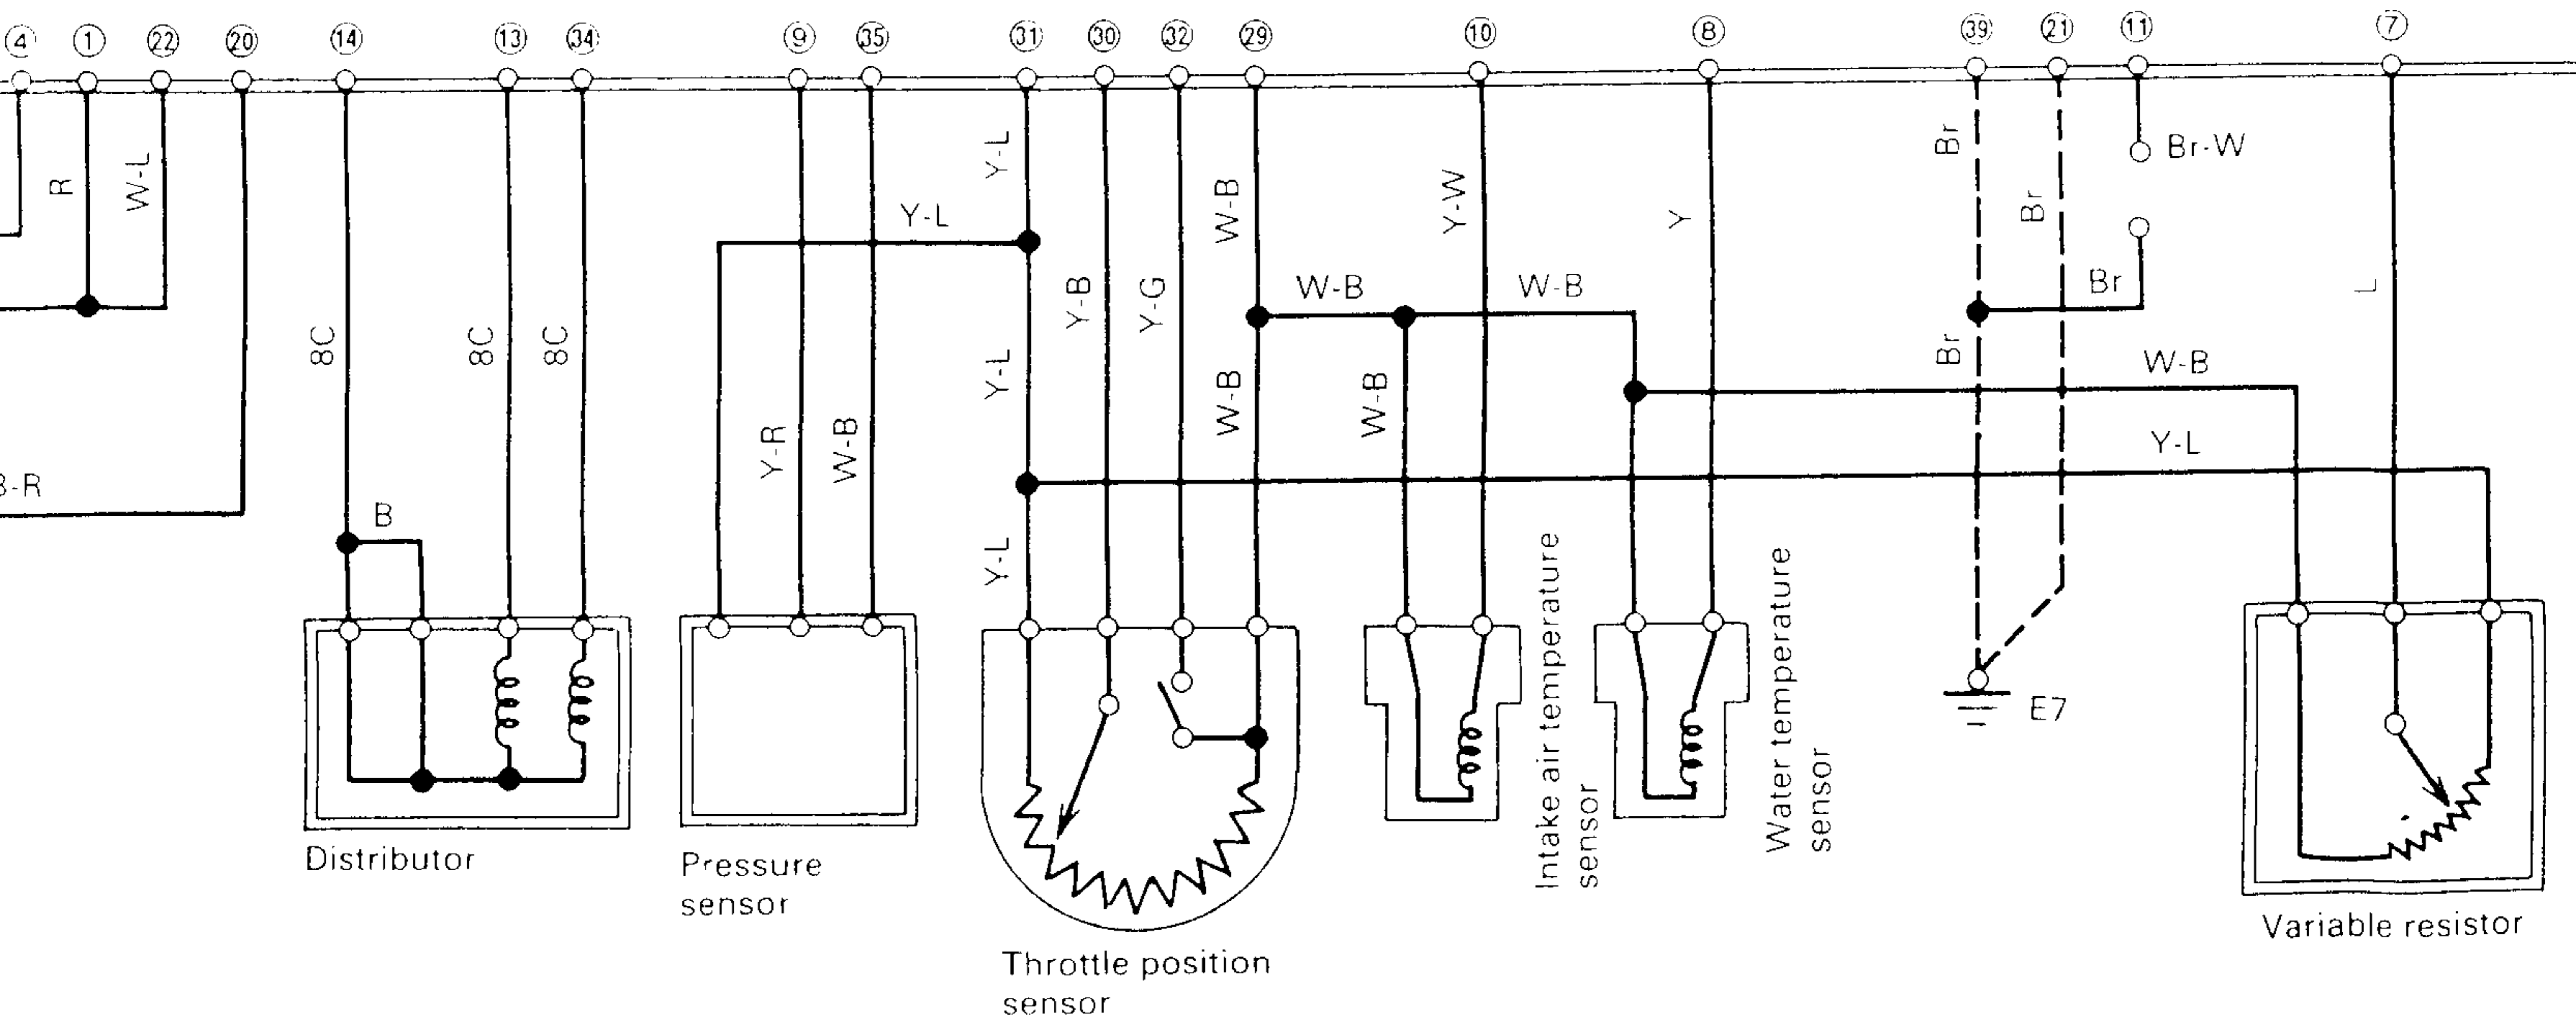 4 1 22 20 14 13 34 9 35 31 30 32 29 10 8 39 21 11 7
R
W-L
8C
8C
8C
B
Y-L
Y-R
W-B
Y-L
Y-L
Y-L
Y-B
Y-G
W-B
W-B
W-B
W-B
W-B
Y-W
Y
Br
Br
Br
Br-W
Br
W-B
Y-L
L
E7
Distributor
Pressure
sensor
Throttle position
sensor
Intake air temperature
sensor
Water temperature
sensor
Variable resistor